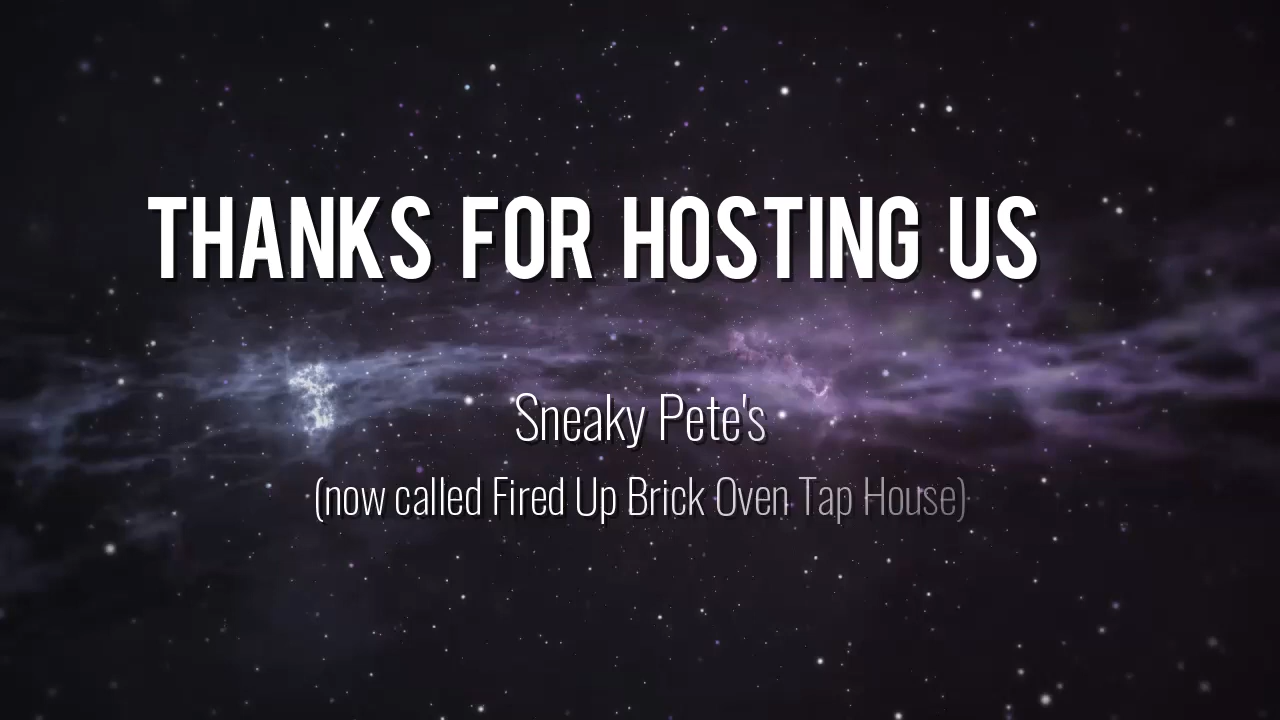 THANKS FOR HOSTING US
Sneaky Pete's
(now called Fired Up Brick Oven Tap House)